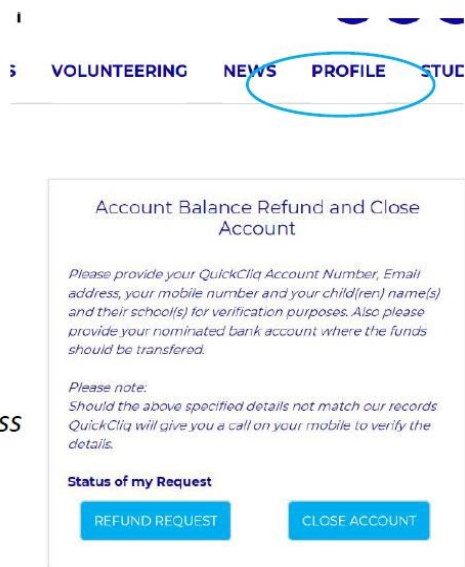 VOLUNTEERING NEWS PROFILE STUD
Account Balance Refund and Close
Account
Please provide your QuickCliq Account Number, Email
address, your mobile number and your child(ren) name(s)
and their school(s) for verification purposes. Also please
provide your nominated bank account where the funds
should be transfered.
Please note:
Should the above specified details not match our records
QuickCliq will give you a call on your mobile to verify the
details.
ss
Status of my Request
REFUND REQUEST CLOSE ACCOUNT